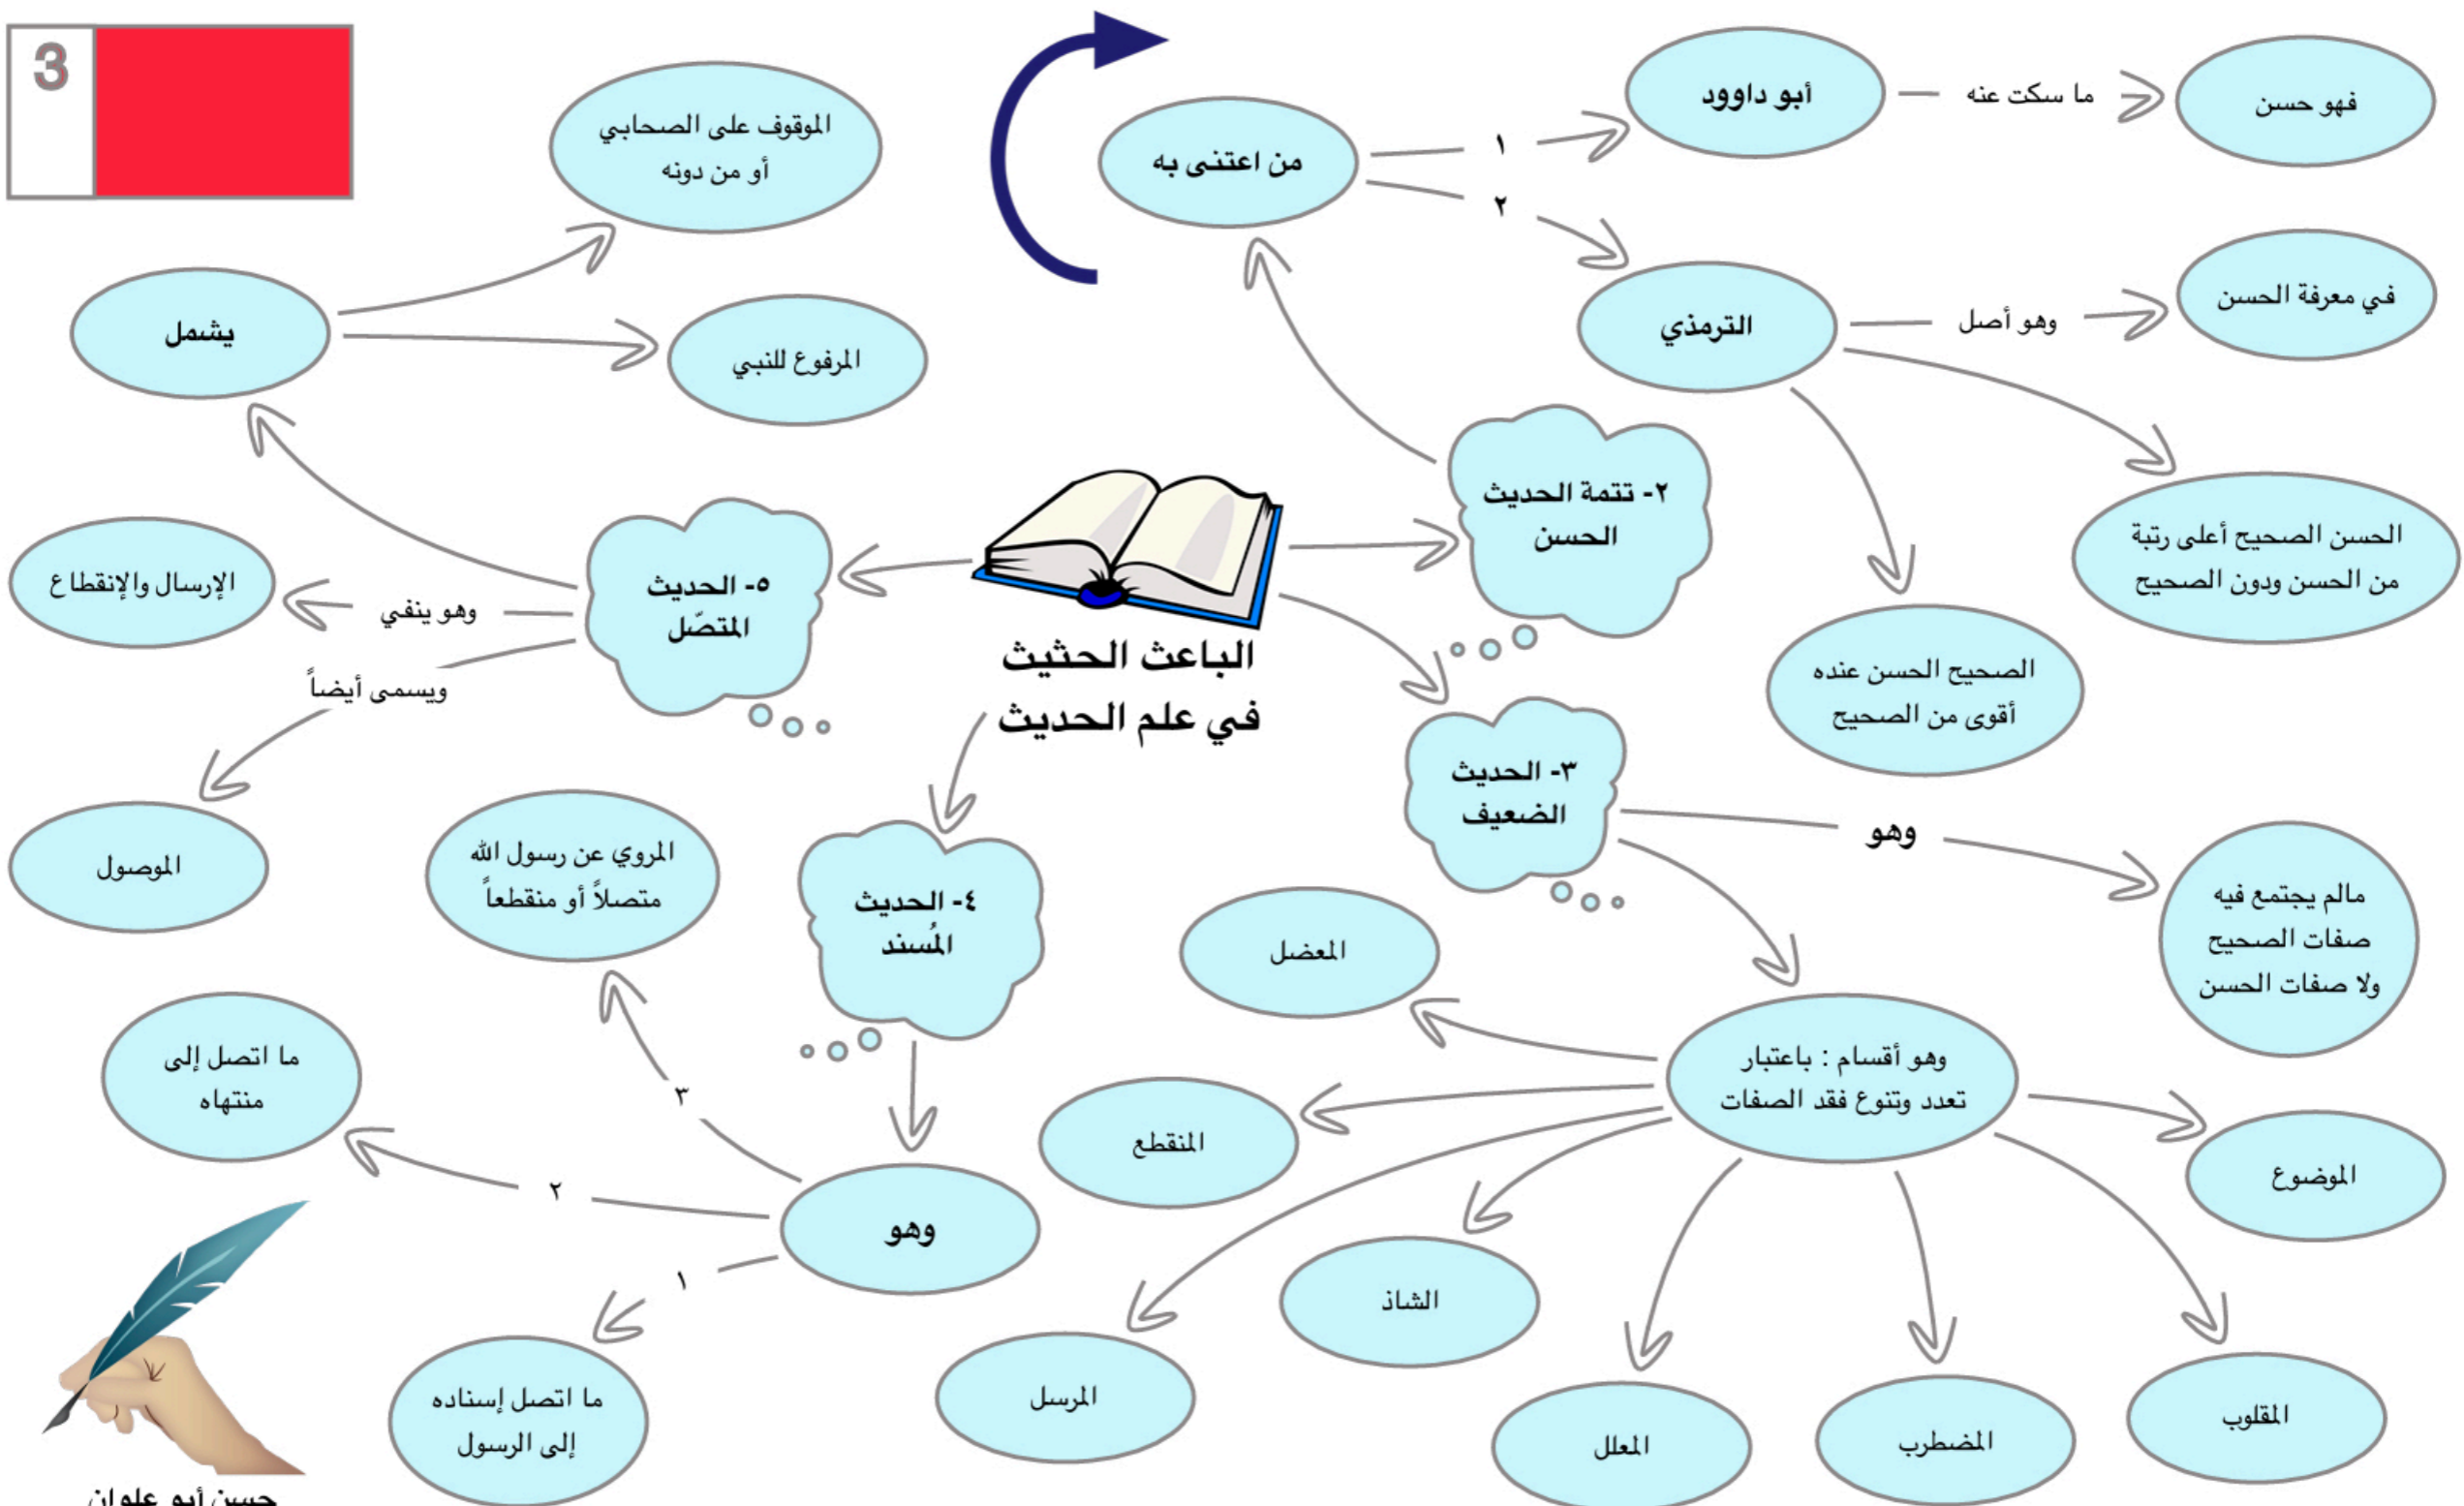 3
الباعث الحثيث
في علم الحديث
٢- تتمة الحديث
الحسن
من اعتنى به
١
أبو داوود
ما سكت عنه
فهو حسن
٢
الترمذي
وهو أصل
في معرفة الحسن
الحسن الصحيح أعلى رتبة
من الحسن ودون الصحيح
الصحيح الحسن عنده
أقوى من الصحيح
٣- الحديث
الضعيف
وهو
مالم يجتمع فيه
صفات الصحيح
ولا صفات الحسن
وهو أقسام : باعتبار
تعدد وتنوع فقد الصفات
الموضوع
المقلوب
المضطرب
المعلل
الشاذ
المرسل
المنقطع
المعضل
٤- الحديث
المُسند
وهو
١
ما اتصل إسناده
إلى الرسول
٢
ما اتصل إلى
منتهاه
٣
المروي عن رسول الله
متصلاً أو منقطعاً
٥- الحديث
المتصّل
يشمل
الموقوف على الصحابي
أو من دونه
المرفوع للنبي
وهو ينفي
الإرسال والإنقطاع
ويسمى أيضاً
الموصول
حسن أبو علوان